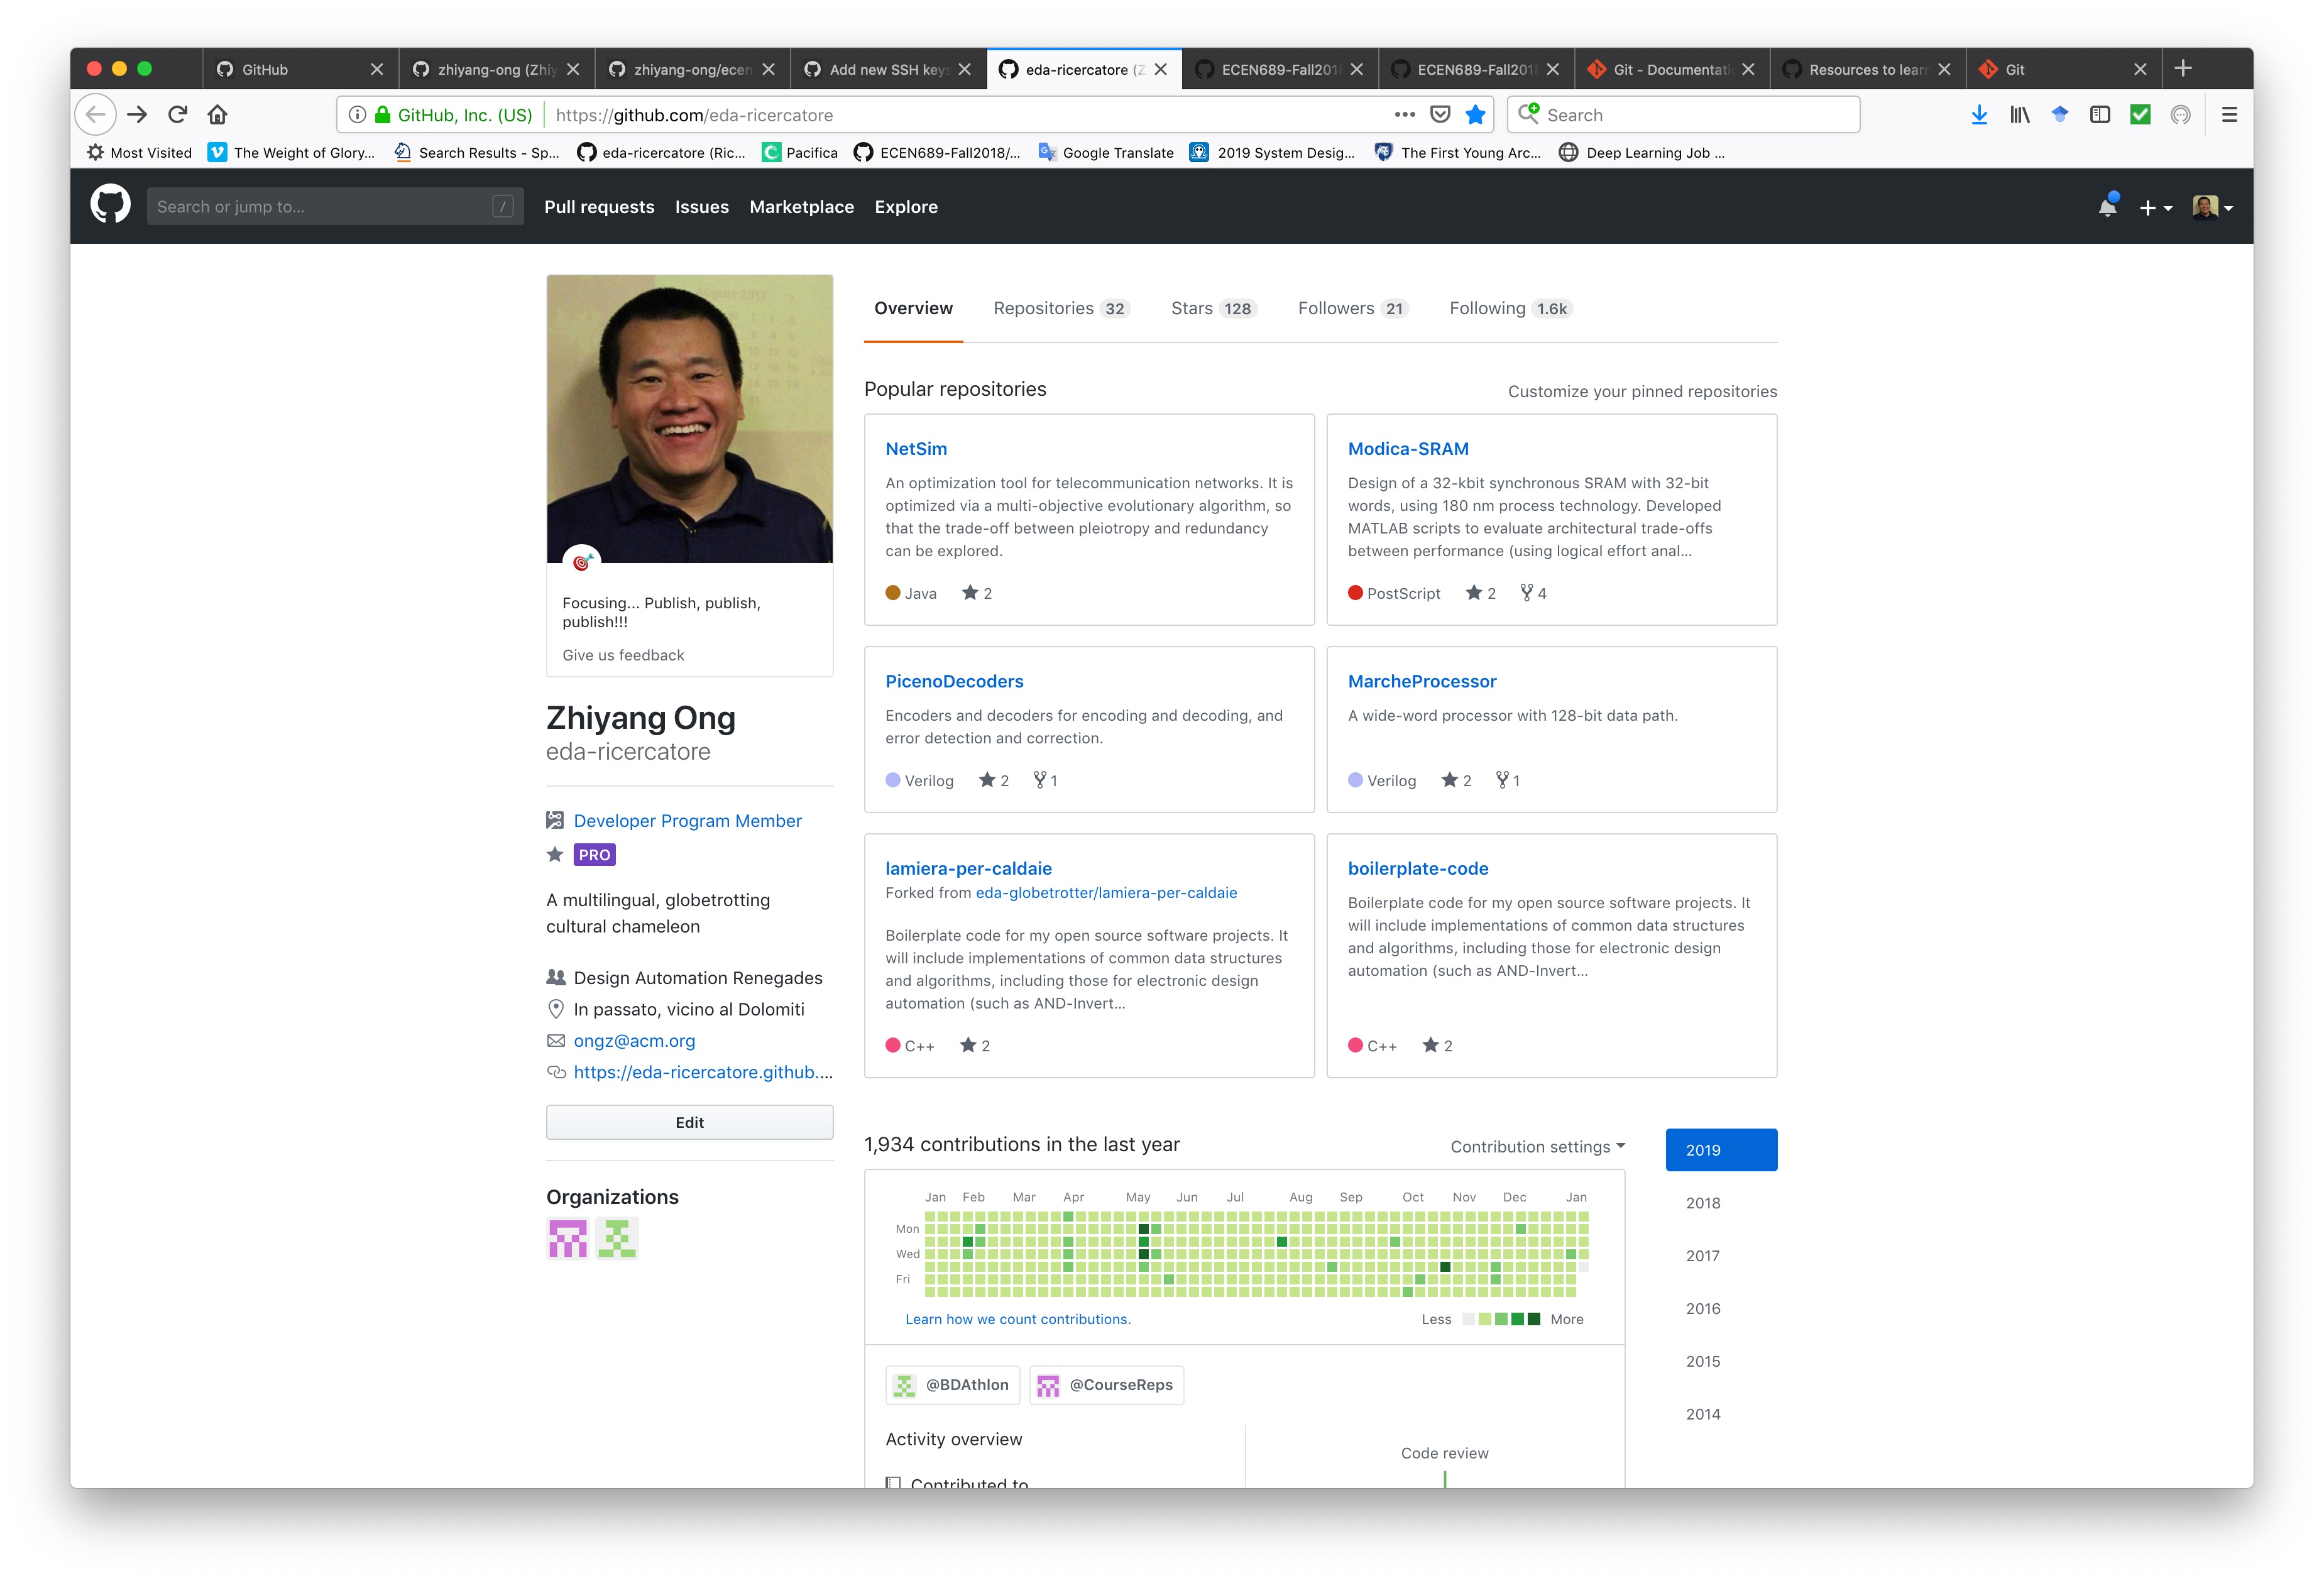 GitHub
zhiyang-ong (Zhiy
zhiyang-ong/ecen
Add new SSH keys
eda-ricercatore (Z
ECEN689-Fall2018
ECEN689-Fall2018
Git - Documentati
Resources to learn
Git
GitHub, Inc. (US)
https://github.com/eda-ricercatore
Search
Most Visited
The Weight of Glory...
Search Results - Sp...
eda-ricercatore (Ric...
Pacifica
ECEN689-Fall2018/...
Google Translate
2019 System Desig...
The First Young Arc...
Deep Learning Job ...
Search or jump to...
/
Pull requests
Issues
Marketplace
Explore
Focusing... Publish, publish,
publish!!!
Give us feedback
Zhiyang Ong
eda-ricercatore
Developer Program Member
PRO
A multilingual, globetrotting
cultural chameleon
Design Automation Renegades
In passato, vicino al Dolomiti
ongz@acm.org
https://eda-ricercatore.github....
Edit
Organizations
Overview
Repositories 32
Stars 128
Followers 21
Following 1.6k
Popular repositories
Customize your pinned repositories
NetSim
An optimization tool for telecommunication networks. It is
optimized via a multi-objective evolutionary algorithm, so
that the trade-off between pleiotropy and redundancy
can be explored.
Java 2
Modica-SRAM
Design of a 32-kbit synchronous SRAM with 32-bit
words, using 180 nm process technology. Developed
MATLAB scripts to evaluate architectural trade-offs
between performance (using logical effort anal...
PostScript 2 4
PicenoDecoders
Encoders and decoders for encoding and decoding, and
error detection and correction.
Verilog 2 1
MarcheProcessor
A wide-word processor with 128-bit data path.
Verilog 2 1
lamiera-per-caldaie
Forked from eda-globetrotter/lamiera-per-caldaie
Boilerplate code for my open source software projects. It
will include implementations of common data structures
and algorithms, including those for electronic design
automation (such as AND-Invert...
C++ 2
boilerplate-code
Boilerplate code for my open source software projects. It
will include implementations of common data structures
and algorithms, including those for electronic design
automation (such as AND-Invert...
C++ 2
1,934 contributions in the last year
Contribution settings
Jan Feb Mar Apr May Jun Jul Aug Sep Oct Nov Dec Jan
Mon
Wed
Fri
Learn how we count contributions.
Less
More
2019
2018
2017
2016
2015
2014
@BDAthlon
@CourseReps
Activity overview
Contributed to
Code review